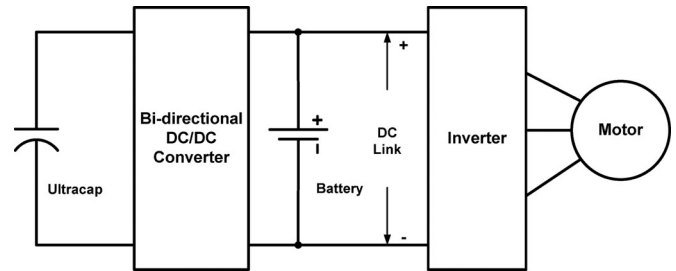 Ultracap
Bi-directional
DC/DC
Converter
+
Battery
+
DC
Link
-
Inverter
Motor